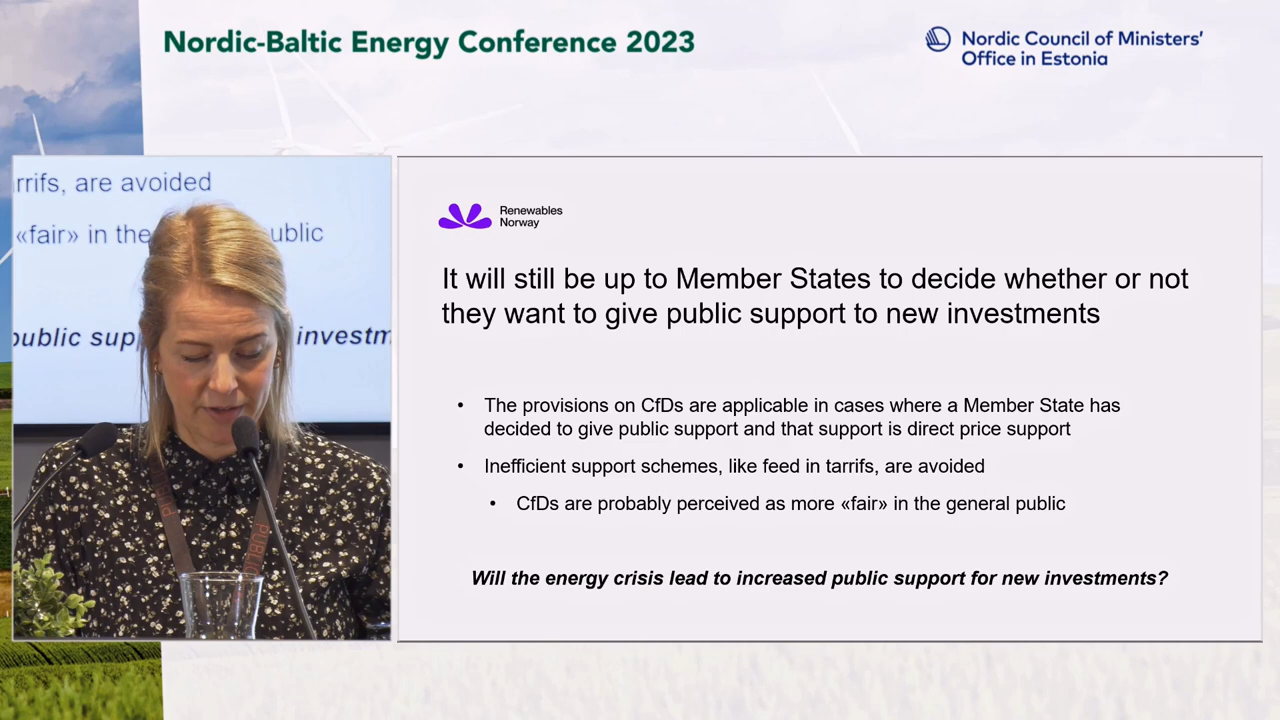 Nordic-Baltic Energy Conference 2023
Nordic Council of Ministers'
Office in Estonia
rrifs, are avoided
«fair» in the
ublic
public sup
investm
PUBL
Renewables
Norway
It will still be up to Member States to decide whether or not
they want to give public support to new investments
• The provisions on CfDs are applicable in cases where a Member State has
decided to give public support and that support is direct price support
• Inefficient support schemes, like feed in tarrifs, are avoided
• CfDs are probably perceived as more «fair» in the general public
Will the energy crisis lead to increased public support for new investments?